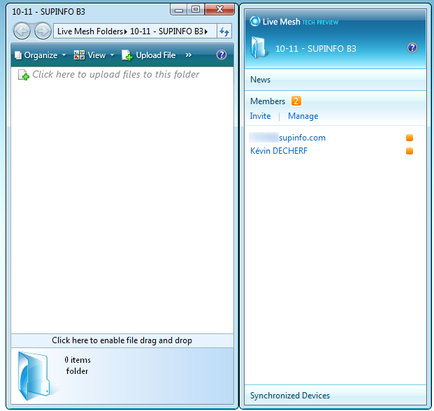 10-11 - SUPINFO B3
Live Mesh Folders 10-11 - SUPINFO B3
Organize View Upload File »
Click here to upload files to this folder
Click here to enable file drag and drop
0 items
folder
Live Mesh TECH PREVIEW
10-11 - SUPINFO B3
News
Members 2
Invite | Manage
supinfo.com
Kévin DECHERF
Synchronized Devices